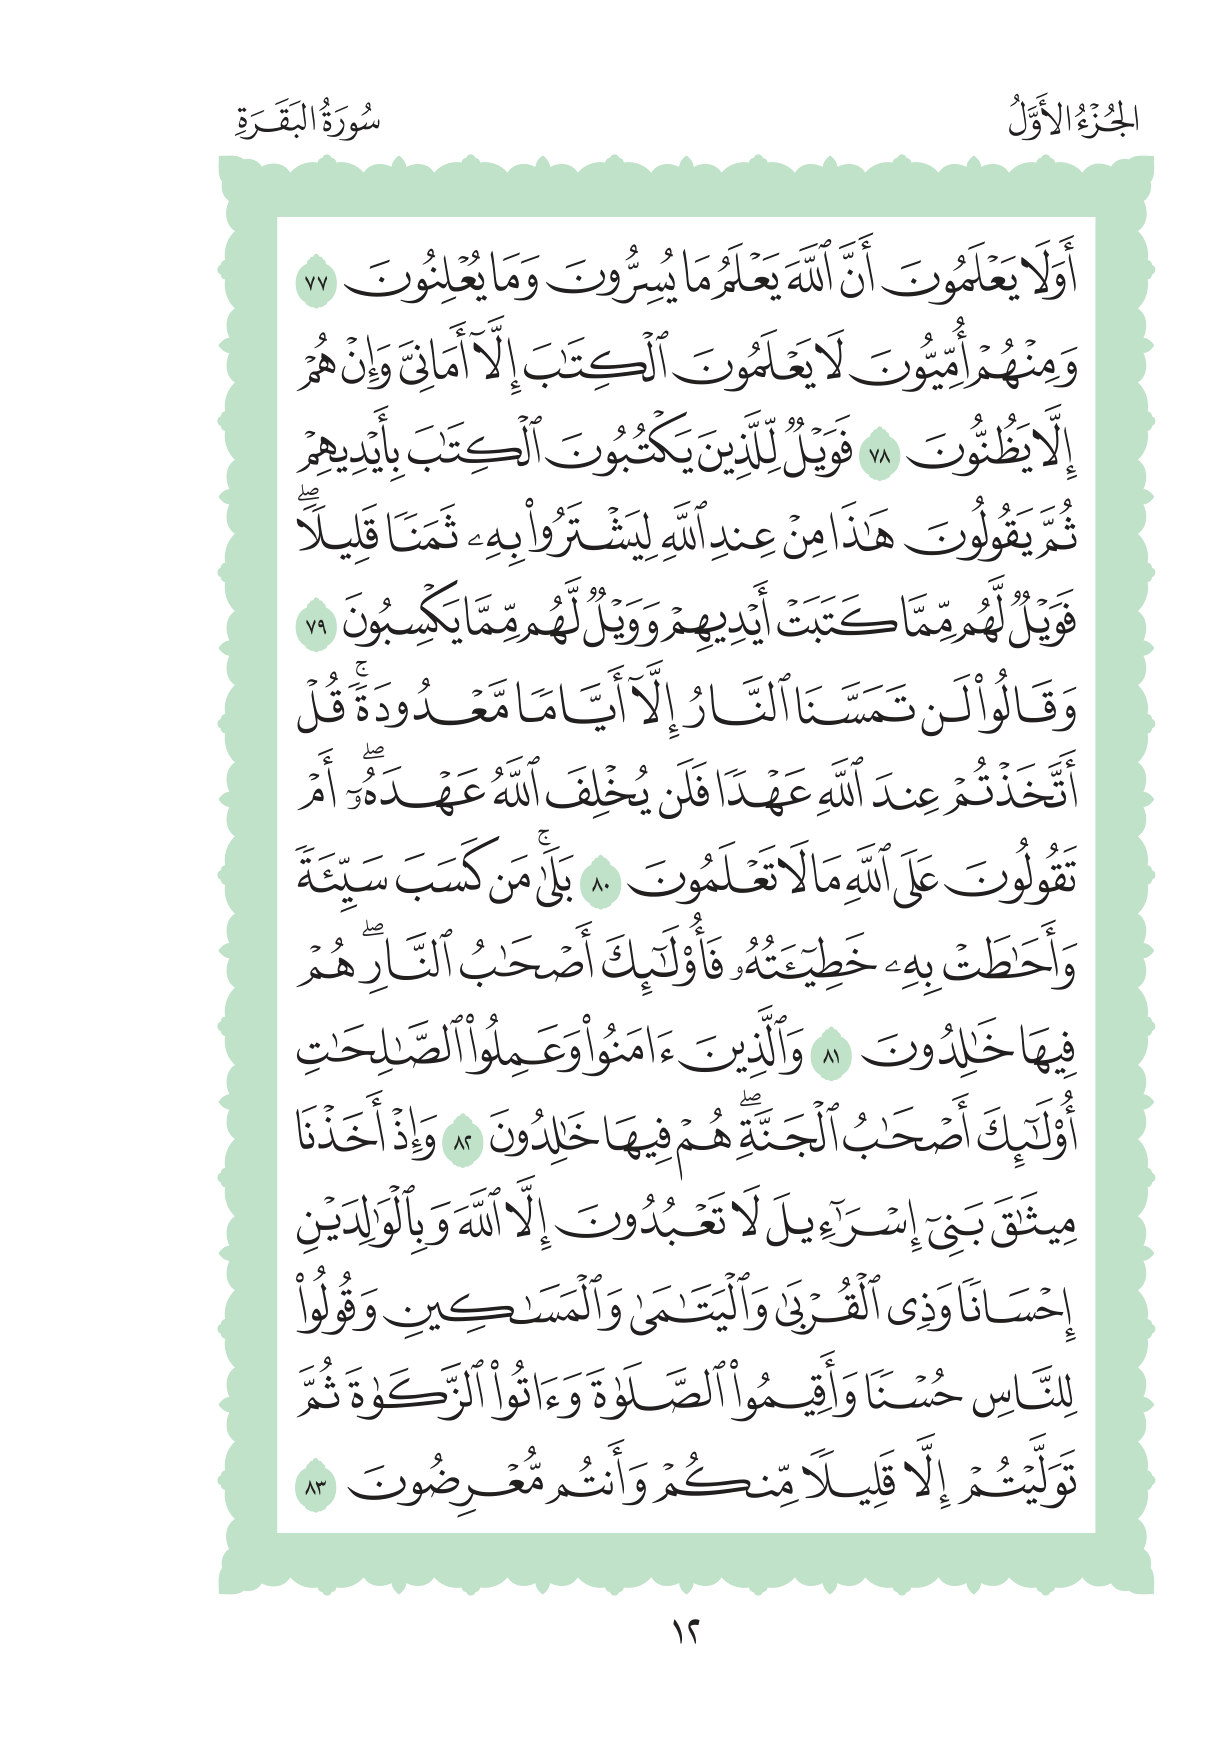 الجُزْءُ الأَوَّلُ
سُورَةُ البَقَرَةِ
أَوَلَا يَعْلَمُونَ أَنَّ ٱللَّهَ يَعْلَمُ مَا يُسِرُّونَ وَمَا يُعْلِنُونَ ٧٧
وَمِنْهُمْ أُمِّيُّونَ لَا يَعْلَمُونَ ٱلْكِتَٰبَ إِلَّآ أَمَانِيَّ وَإِنْ هُمْ
إِلَّا يَظُنُّونَ ٧٨ فَوَيْلٌ لِّلَّذِينَ يَكْتُبُونَ ٱلْكِتَٰبَ بِأَيْدِيهِمْ
ثُمَّ يَقُولُونَ هَٰذَا مِنْ عِندِ ٱللَّهِ لِيَشْتَرُوا۟ بِهِۦ ثَمَنًا قَلِيلًا ۖ
فَوَيْلٌ لَّهُم مِّمَّا كَتَبَتْ أَيْدِيهِمْ وَوَيْلٌ لَّهُم مِّمَّا يَكْسِبُونَ ٧٩
وَقَالُوا۟ لَن تَمَسَّنَا ٱلنَّارُ إِلَّآ أَيَّامًا مَّعْدُودَةً ۚ قُلْ
أَتَّخَذْتُمْ عِندَ ٱللَّهِ عَهْدًا فَلَن يُخْلِفَ ٱللَّهُ عَهْدَهُۥٓ ۖ أَمْ
تَقُولُونَ عَلَى ٱللَّهِ مَا لَا تَعْلَمُونَ ٨٠ بَلَىٰ ۚ مَن كَسَبَ سَيِّئَةً
وَأَحَٰطَتْ بِهِۦ خَطِيٓـَٔتُهُۥ فَأُو۟لَٰٓئِكَ أَصْحَٰبُ ٱلنَّارِ ۖ هُمْ
فِيهَا خَٰلِدُونَ ٨١ وَٱلَّذِينَ ءَامَنُوا۟ وَعَمِلُوا۟ ٱلصَّٰلِحَٰتِ
أُو۟لَٰٓئِكَ أَصْحَٰبُ ٱلْجَنَّةِ ۖ هُمْ فِيهَا خَٰلِدُونَ ٨٢ وَإِذْ أَخَذْنَا
مِيثَٰقَ بَنِىٓ إِسْرَٰٓءِيلَ لَا تَعْبُدُونَ إِلَّا ٱللَّهَ وَبِٱلْوَٰلِدَيْنِ
إِحْسَانًا وَذِى ٱلْقُرْبَىٰ وَٱلْيَتَٰمَىٰ وَٱلْمَسَٰكِينِ وَقُولُوا۟
لِلنَّاسِ حُسْنًا وَأَقِيمُوا۟ ٱلصَّلَوٰةَ وَءَاتُوا۟ ٱلزَّكَوٰةَ ثُمَّ
تَوَلَّيْتُمْ إِلَّا قَلِيلًا مِّنكُمْ وَأَنتُم مُّعْرِضُونَ ٨٣
١٢